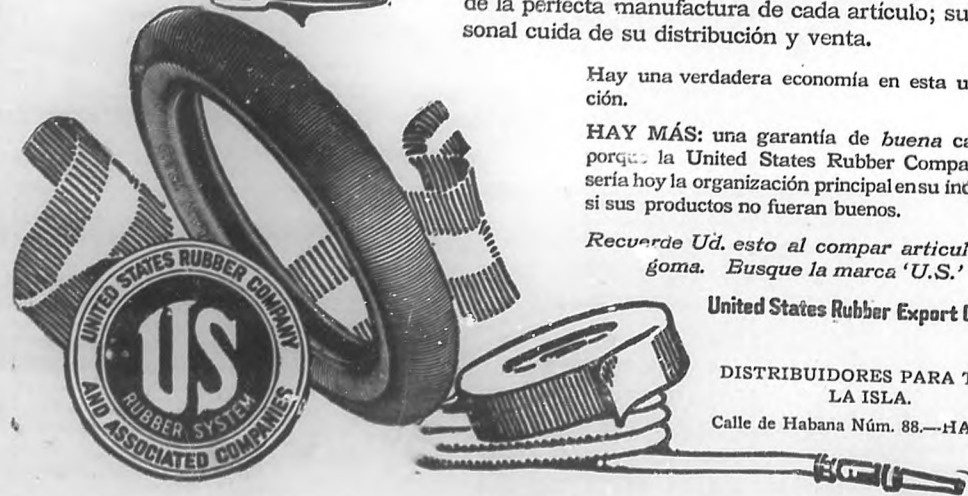 de la perfecta manufactura de cada artículo; su
sonal cuida de su distribución y venta.
Hay una verdadera economía en esta u
ción.
HAY MÁS: una garantía de buena ca
la United States Rubber Compa
sería hoy la organización principal en su ind
si sus productos no fueran buenos.
Recuerde Ud. esto al compar articul
goma. Busque la marca 'U.S.'
United States Rubber Export
DISTRIBUIDORES PARA T
LA ISLA.
Calle de Habana Núm. 88.—HA
UNITED STATES RUBBER COMPANY
US
RUBBER SYSTEM
AND ASSOCIATED COMPANIES